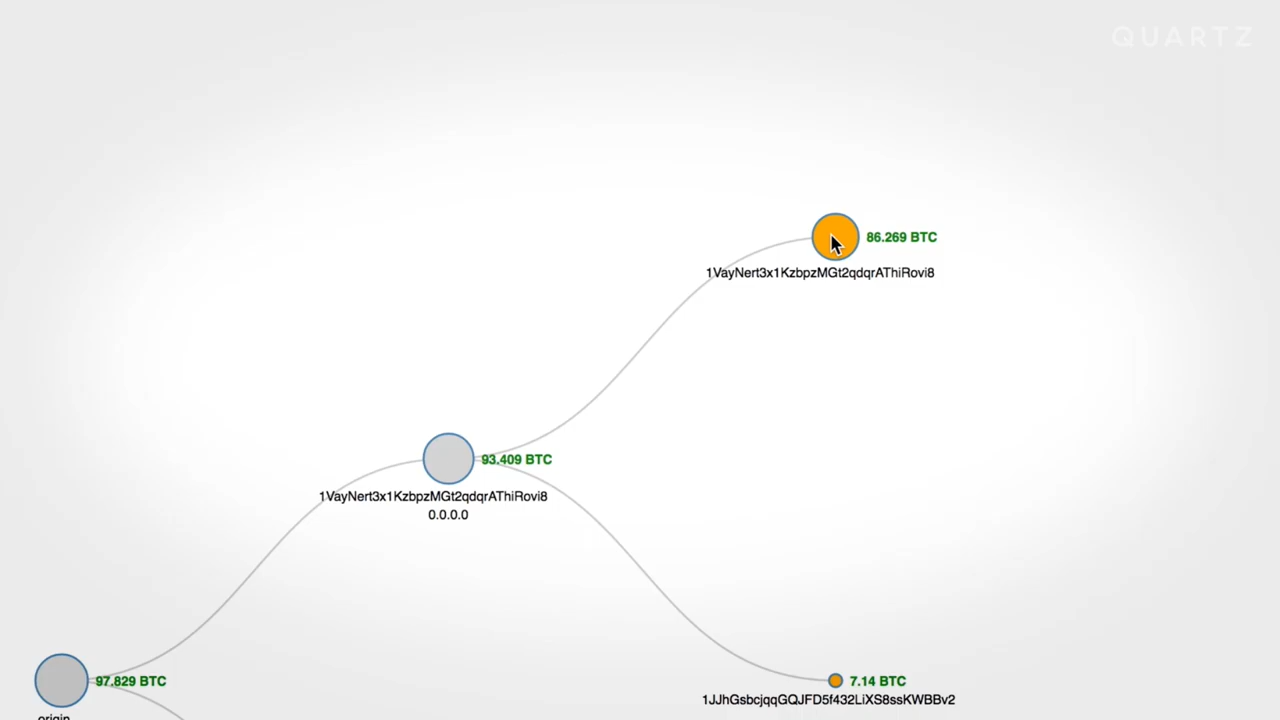 QUARTZ
86.269 BTC
1VayNert3x1KzbpzMGt2qdqrAThiRovi8
93.409 BTC
1VayNert3x1KzbpzMGt2qdqrAThiRovi8
0.0.0.0
97.829 BTC
origin
7.14 BTC
1JJhGsbcjqqGQJFD5f432LiXS8ssKWBBv2